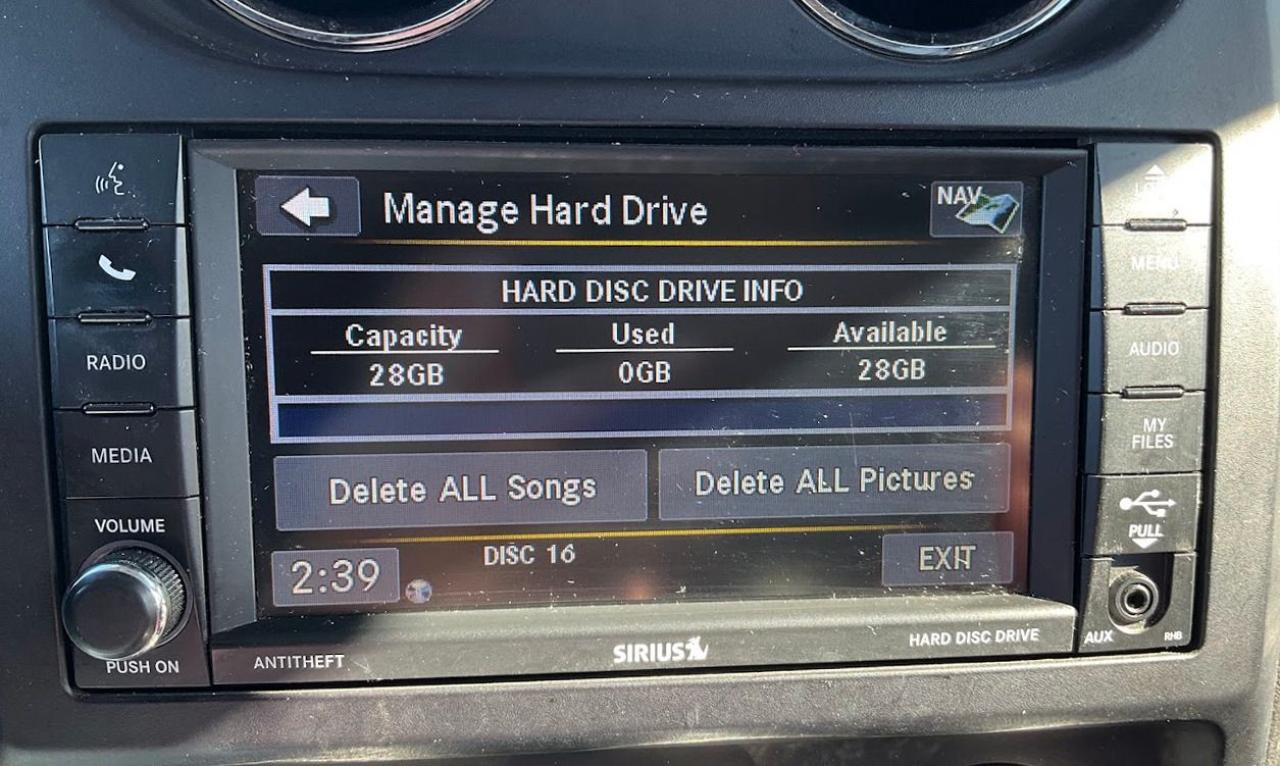 Manage Hard Drive
NAV
HARD DISC DRIVE INFO
Capacity Used Available
28GB 0GB 28GB
Delete ALL Songs Delete ALL Pictures
DISC 16
2:39 EXIT
RADIO
MEDIA
VOLUME
PUSH ON
ANTITHEFT
SIRIUS
HARD DISC DRIVE
MENU
AUDIO
MY
FILES
PULL
AUX
RHB